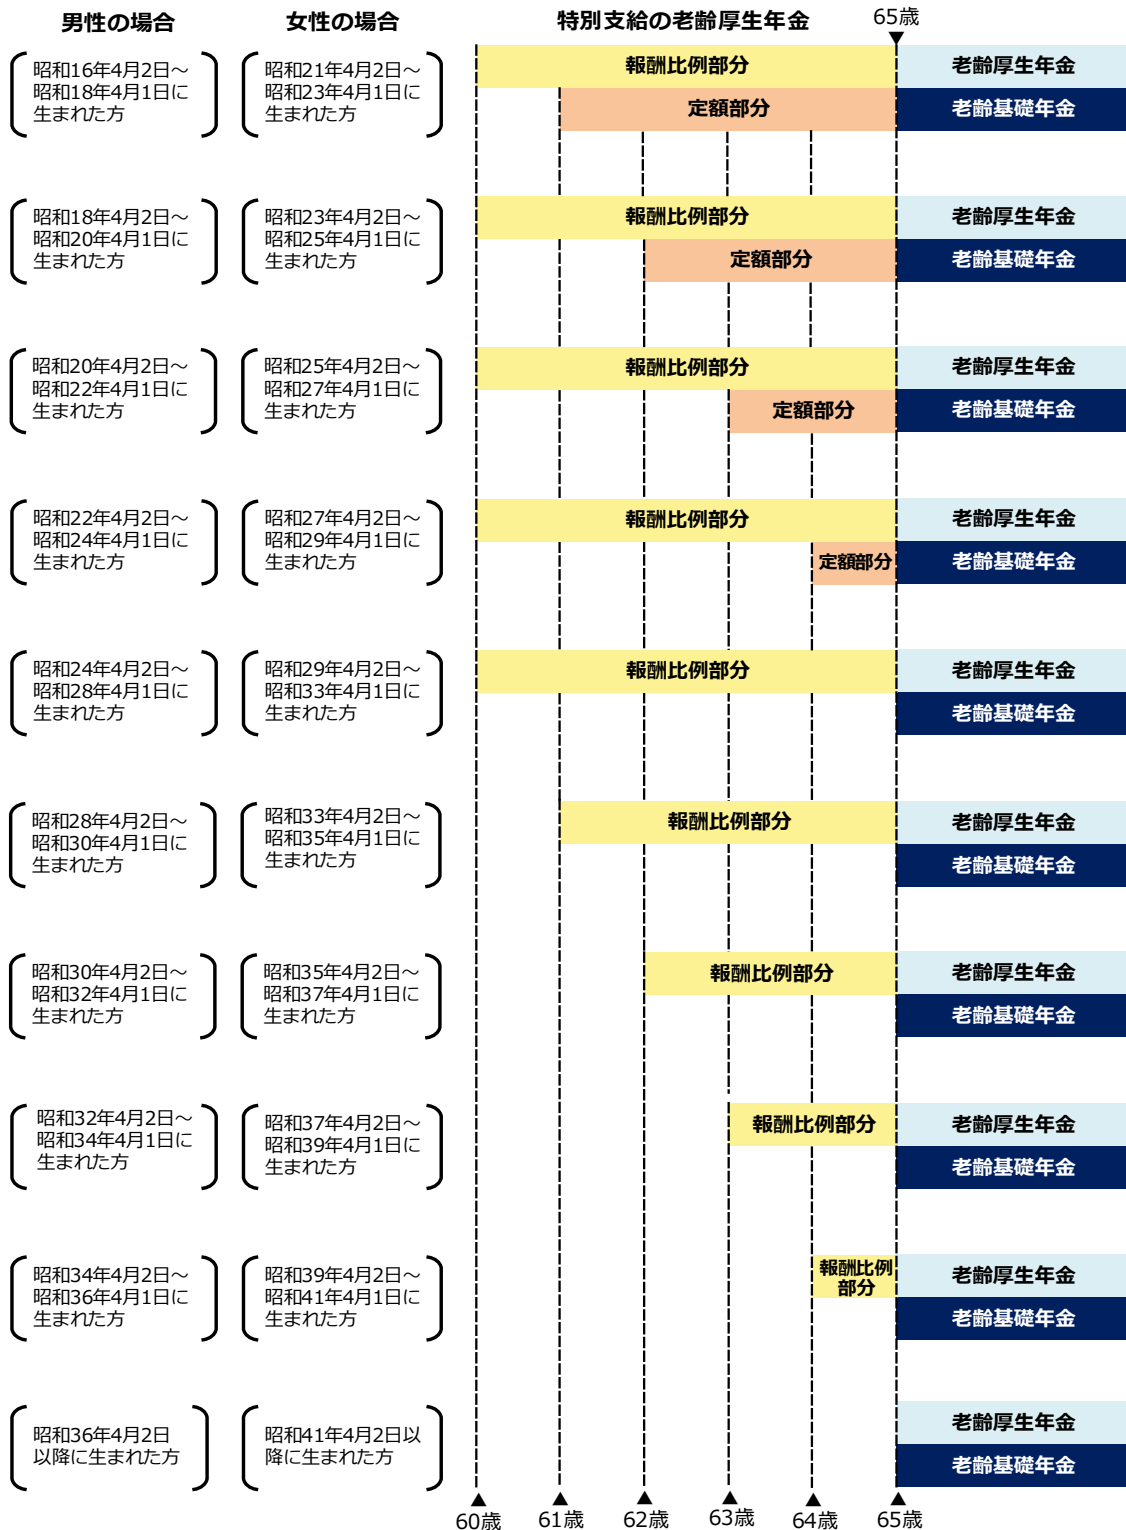 男性の場合
女性の場合
特別支給の老齢厚生年金
65歳
昭和16年4月2日～
昭和18年4月1日に
生まれた方
昭和21年4月2日～
昭和23年4月1日に
生まれた方
報酬比例部分
老齢厚生年金
定額部分
老齢基礎年金
昭和18年4月2日～
昭和20年4月1日に
生まれた方
昭和23年4月2日～
昭和25年4月1日に
生まれた方
報酬比例部分
老齢厚生年金
定額部分
老齢基礎年金
昭和20年4月2日～
昭和22年4月1日に
生まれた方
昭和25年4月2日～
昭和27年4月1日に
生まれた方
報酬比例部分
老齢厚生年金
定額部分
老齢基礎年金
昭和22年4月2日～
昭和24年4月1日に
生まれた方
昭和27年4月2日～
昭和29年4月1日に
生まれた方
報酬比例部分
老齢厚生年金
定額部分
老齢基礎年金
昭和24年4月2日～
昭和28年4月1日に
生まれた方
昭和29年4月2日～
昭和33年4月1日に
生まれた方
報酬比例部分
老齢厚生年金
老齢基礎年金
昭和28年4月2日～
昭和30年4月1日に
生まれた方
昭和33年4月2日～
昭和35年4月1日に
生まれた方
報酬比例部分
老齢厚生年金
老齢基礎年金
昭和30年4月2日～
昭和32年4月1日に
生まれた方
昭和35年4月2日～
昭和37年4月1日に
生まれた方
報酬比例部分
老齢厚生年金
老齢基礎年金
昭和32年4月2日～
昭和34年4月1日に
生まれた方
昭和37年4月2日～
昭和39年4月1日に
生まれた方
報酬比例部分
老齢厚生年金
老齢基礎年金
昭和34年4月2日～
昭和36年4月1日に
生まれた方
昭和39年4月2日～
昭和41年4月1日に
生まれた方
報酬比例
部分
老齢厚生年金
老齢基礎年金
昭和36年4月2日
以降に生まれた方
昭和41年4月2日以
降に生まれた方
老齢厚生年金
老齢基礎年金
60歳
61歳
62歳
63歳
64歳
65歳